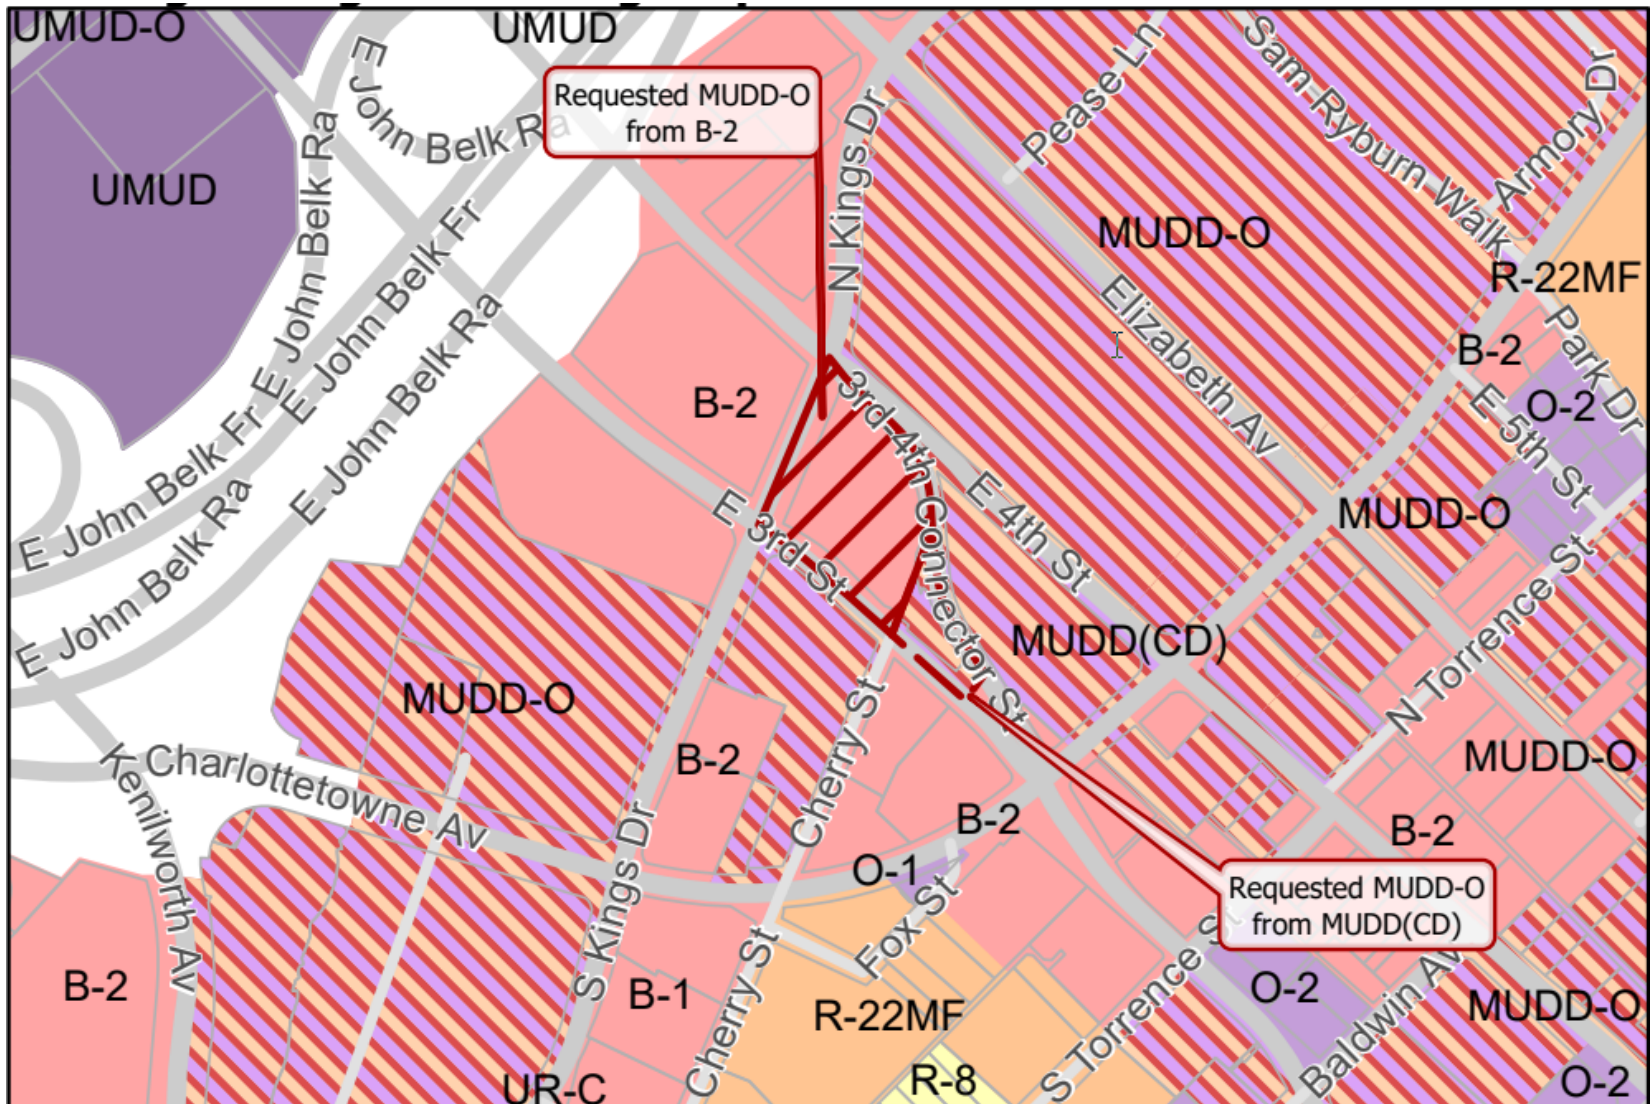 UMUD-O
UMUD
E John Belk Ra
Requested MUDD-O
from B-2
E John Belk Ra
UMUD
E John Belk Fr
N Kings Dr
Pease Ln
Sam Ryburn Walk
Armory Dr
MUDD-O
R-22MF
Elizabeth Av
B-2
Park Dr
O-2
E 5th St
E John Belk Fr
E John Belk Ra
E John Belk Ra
B-2
3rd-4th Connector St
E 3rd St
E 4th St
MUDD-O
MUDD(CD)
N Torrence St
MUDD-O
MUDD-O
Charlottetowne Av
Kenilworth Av
B-2
Cherry St
B-2
O-1
B-2
Requested MUDD-O
from MUDD(CD)
Fox St
S Kings Dr
B-2
B-1
Cherry St
R-22MF
S Torrence St
O-2
Baldwin Av
MUDD-O
R-8
UR-C
O-2